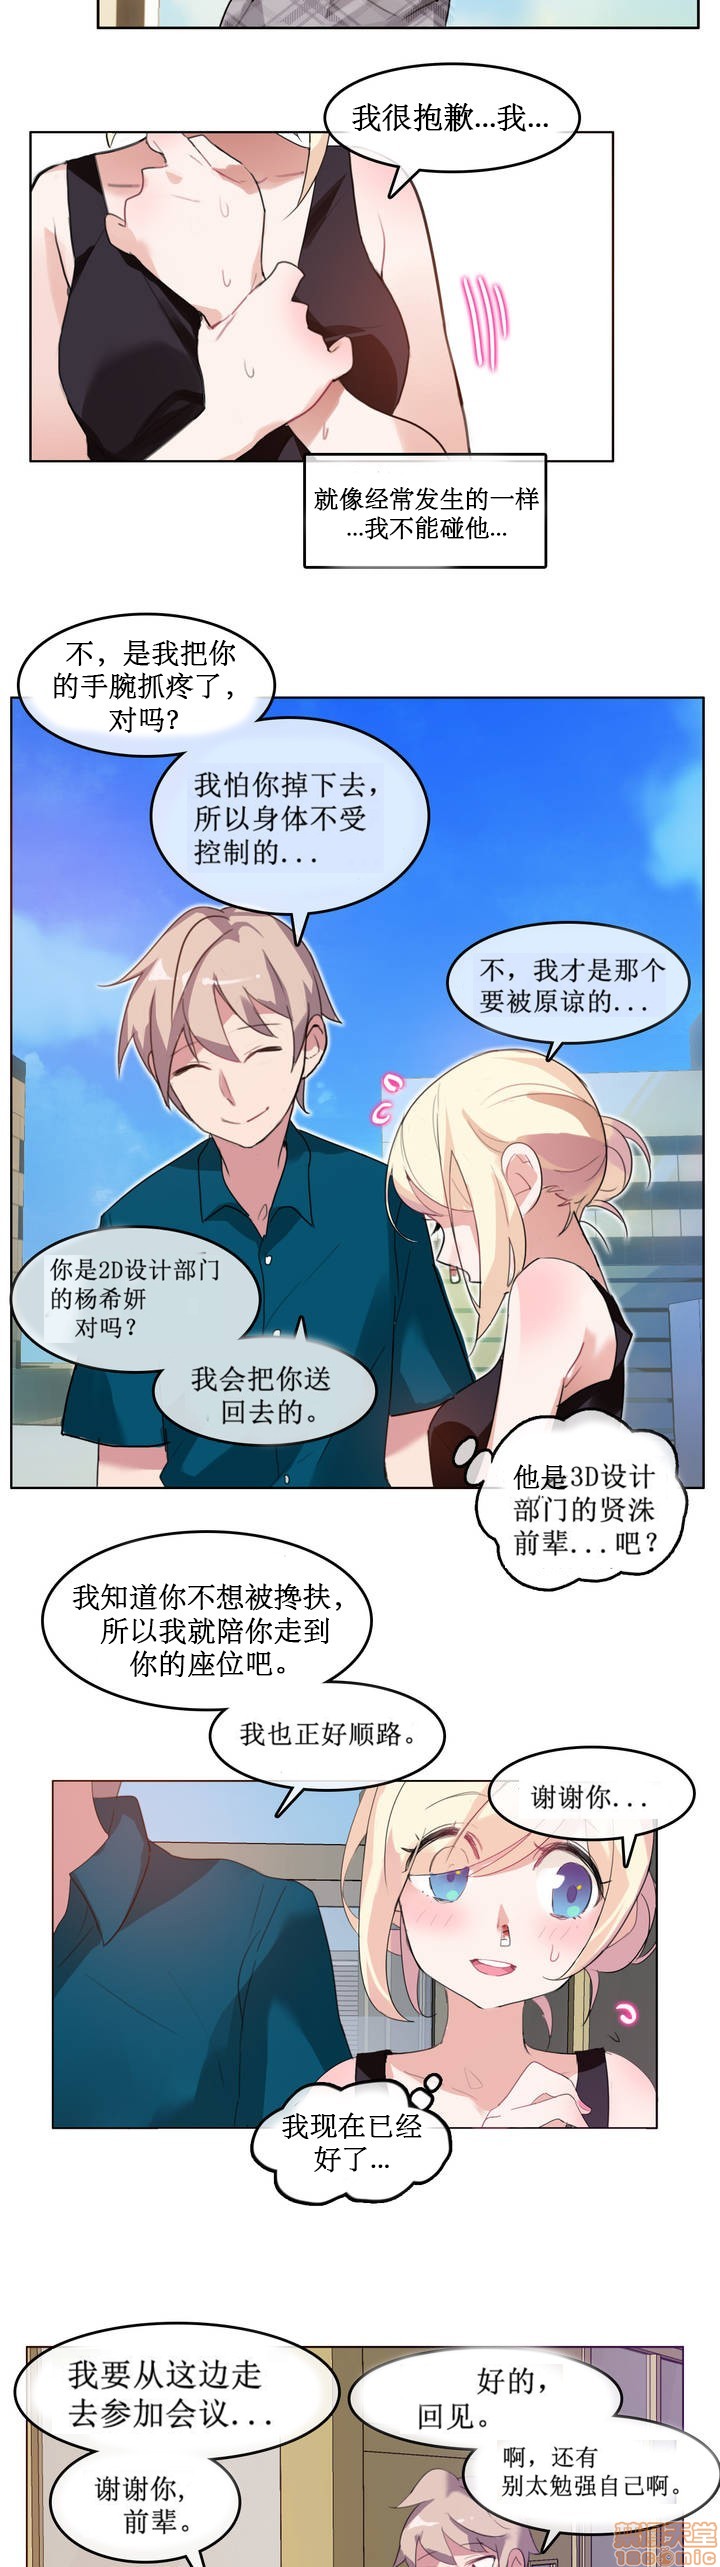 我很抱歉...我...
就像经常发生的一样
...我不能碰他...
不，是我把你
的手腕抓疼了，
对吗？
我怕你掉下去，
所以身体不受
控制的...
不，我才是那个
要被原谅的...
你是2D设计部门
的杨希妍
对吗？
我会把你送
回去的。
他是3D设计
部门的贤洙
前辈...吧？
我知道你不想被搀扶，
所以我就陪你走到
你的座位吧。
我也正好顺路。
谢谢你...
我现在已经
好了...
我要从这边走
去参加会议...
谢谢你，
前辈。
好的，
回见。
啊，还有
别太勉强自己啊。